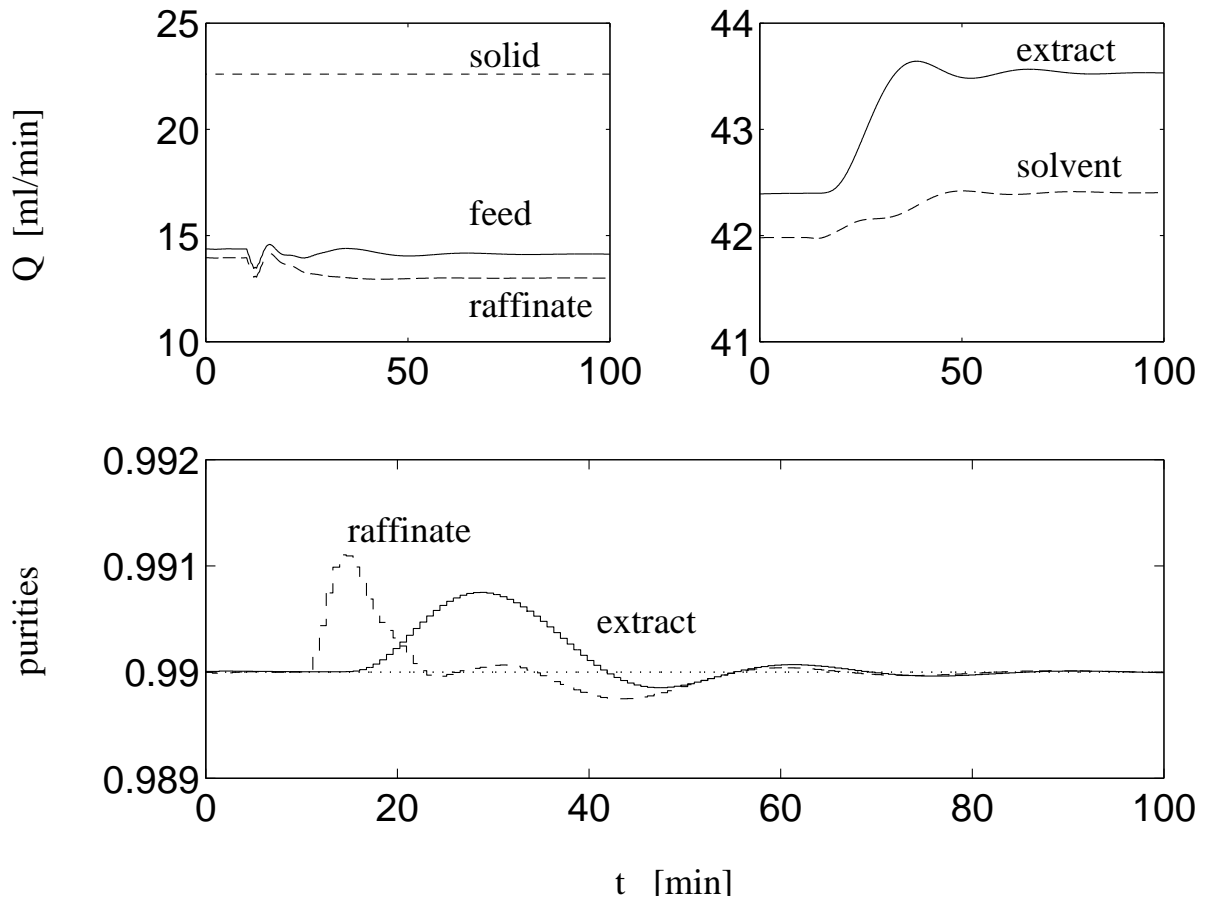 25
20
15
10
Q [ml/min]
solid
feed
raffinate
0
50
100
44
43
42
41
extract
solvent
0
50
100
0.992
0.991
0.99
0.989
purities
raffinate
extract
0
20
40
60
80
100
t [min]